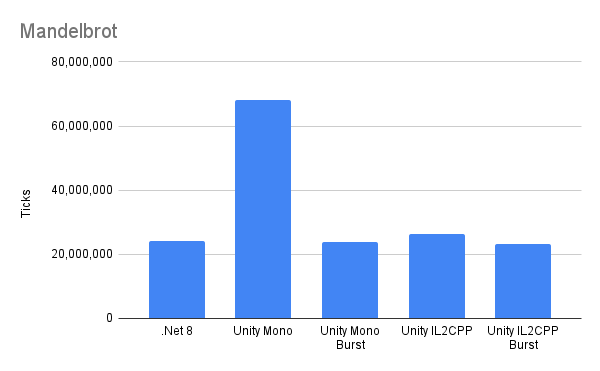 Mandelbrot
80,000,000
60,000,000
40,000,000
20,000,000
0
Ticks
.Net 8
Unity Mono
Unity Mono
Burst
Unity IL2CPP
Unity IL2CPP
Burst